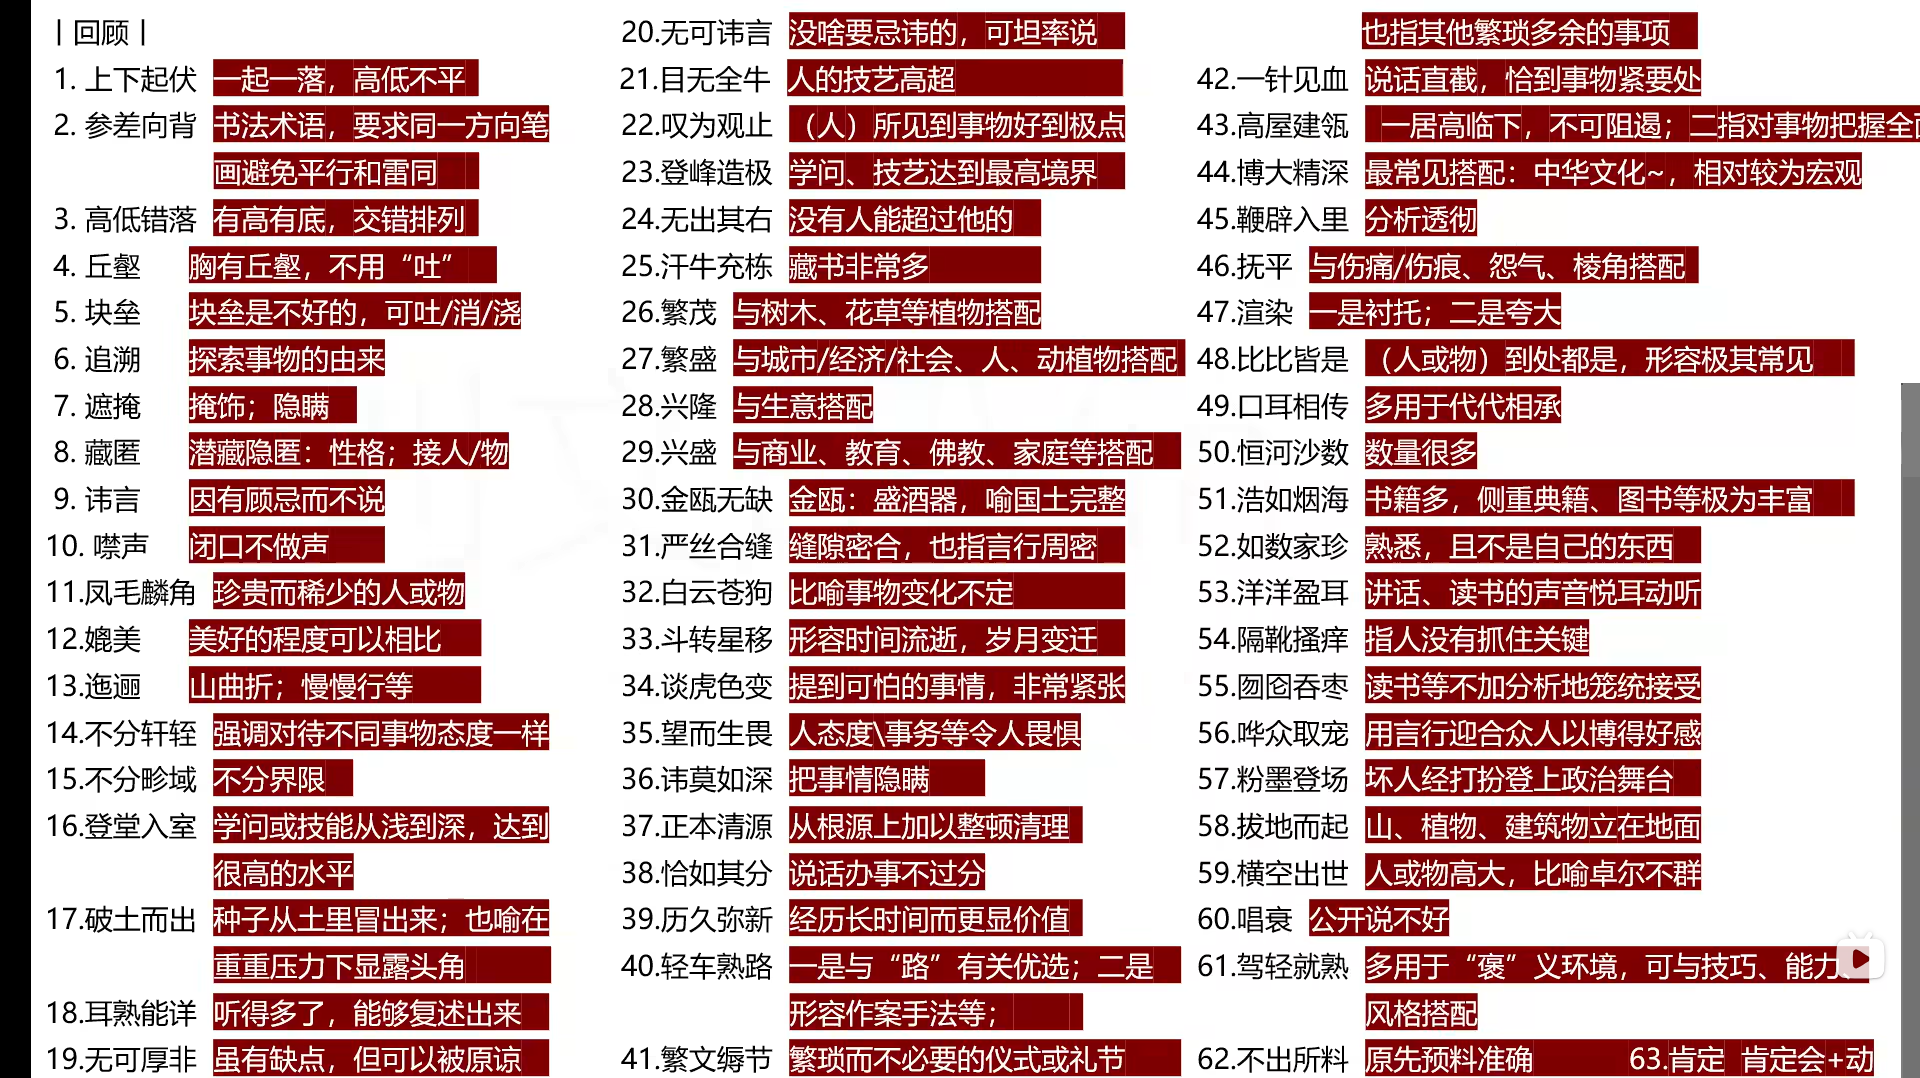 | 回顾 |
1. 上下起伏 一起一落，高低不平
2. 参差向背 书法术语，要求同一方向笔
画避免平行和雷同
3. 高低错落 有高有底，交错排列
4. 丘壑 胸有丘壑，不用“吐”
5. 块垒 块垒是不好的，可吐/消/浇
6. 追溯 探索事物的由来
7. 遮掩 掩饰；隐瞒
8. 藏匿 潜藏隐匿：性格；接人/物
9. 讳言 因有顾忌而不说
10. 噤声 闭口不做声
11.凤毛麟角 珍贵而稀少的人或物
12.媲美 美好的程度可以相比
13.迤逦 山曲折；慢慢行等
14.不分轩轾 强调对待不同事物态度一样
15.不分畛域 不分界限
16.登堂入室 学问或技能从浅到深，达到
很高的水平
17.破土而出 种子从土里冒出来；也喻在
重重压力下显露头角
18.耳熟能详 听得多了，能够复述出来
19.无可厚非 虽有缺点，但可以被原谅
20.无可讳言 没啥要忌讳的，可坦率说
21.目无全牛 人的技艺高超
22.叹为观止 （人）所见到事物好到极点
23.登峰造极 学问、技艺达到最高境界
24.无出其右 没有人能超过他的
25.汗牛充栋 藏书非常多
26.繁茂 与树木、花草等植物搭配
27.繁盛 与城市/经济/社会、人、动植物搭配
28.兴隆 与生意搭配
29.兴盛 与商业、教育、佛教、家庭等搭配
30.金瓯无缺 金瓯：盛酒器，喻国土完整
31.严丝合缝 缝隙密合，也指言行周密
32.白云苍狗 比喻事物变化不定
33.斗转星移 形容时间流逝，岁月变迁
34.谈虎色变 提到可怕的事情，非常紧张
35.望而生畏 人态度\事务等令人畏惧
36.讳莫如深 把事情隐瞒
37.正本清源 从根源上加以整顿清理
38.恰如其分 说话办事不过分
39.历久弥新 经历长时间而更显价值
40.轻车熟路 一是与“路”有关优选；二是
形容作案手法等；
41.繁文缛节 繁琐而不必要的仪式或礼节
也指其他繁琐多余的事项
42.一针见血 说话直截，恰到事物紧要处
43.高屋建瓴 一居高临下，不可阻遏；二指对事物把握全面
44.博大精深 最常见搭配：中华文化~，相对较为宏观
45.鞭辟入里 分析透彻
46.抚平 与伤痛/伤痕、怨气、棱角搭配
47.渲染 一是衬托；二是夸大
48.比比皆是 （人或物）到处都是，形容极其常见
49.口耳相传 多用于代代相承
50.恒河沙数 数量很多
51.浩如烟海 书籍多，侧重典籍、图书等极为丰富
52.如数家珍 熟悉，且不是自己的东西
53.洋洋盈耳 讲话、读书的声音悦耳动听
54.隔靴搔痒 指人没有抓住关键
55.囫囵吞枣 读书等不加分析地笼统接受
56.哗众取宠 用言行迎合众人以博得好感
57.粉墨登场 坏人经打扮登上政治舞台
58.拔地而起 山、植物、建筑物立在地面
59.横空出世 人或物高大，比喻卓尔不群
60.唱衰 公开说不好
61.驾轻就熟 多用于“褒”义环境，可与技巧、能力、
风格搭配
62.不出所料 原先预料准确 63.肯定 肯定会+动